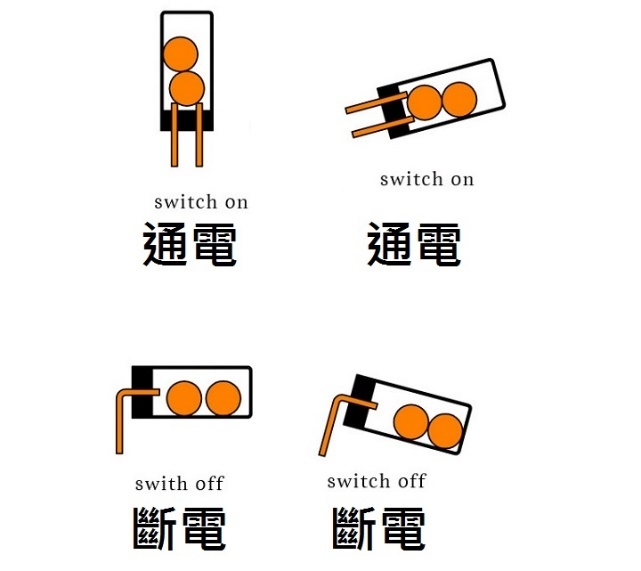 switch on
通電
switch on
通電
swith off
斷電
switch off
斷電